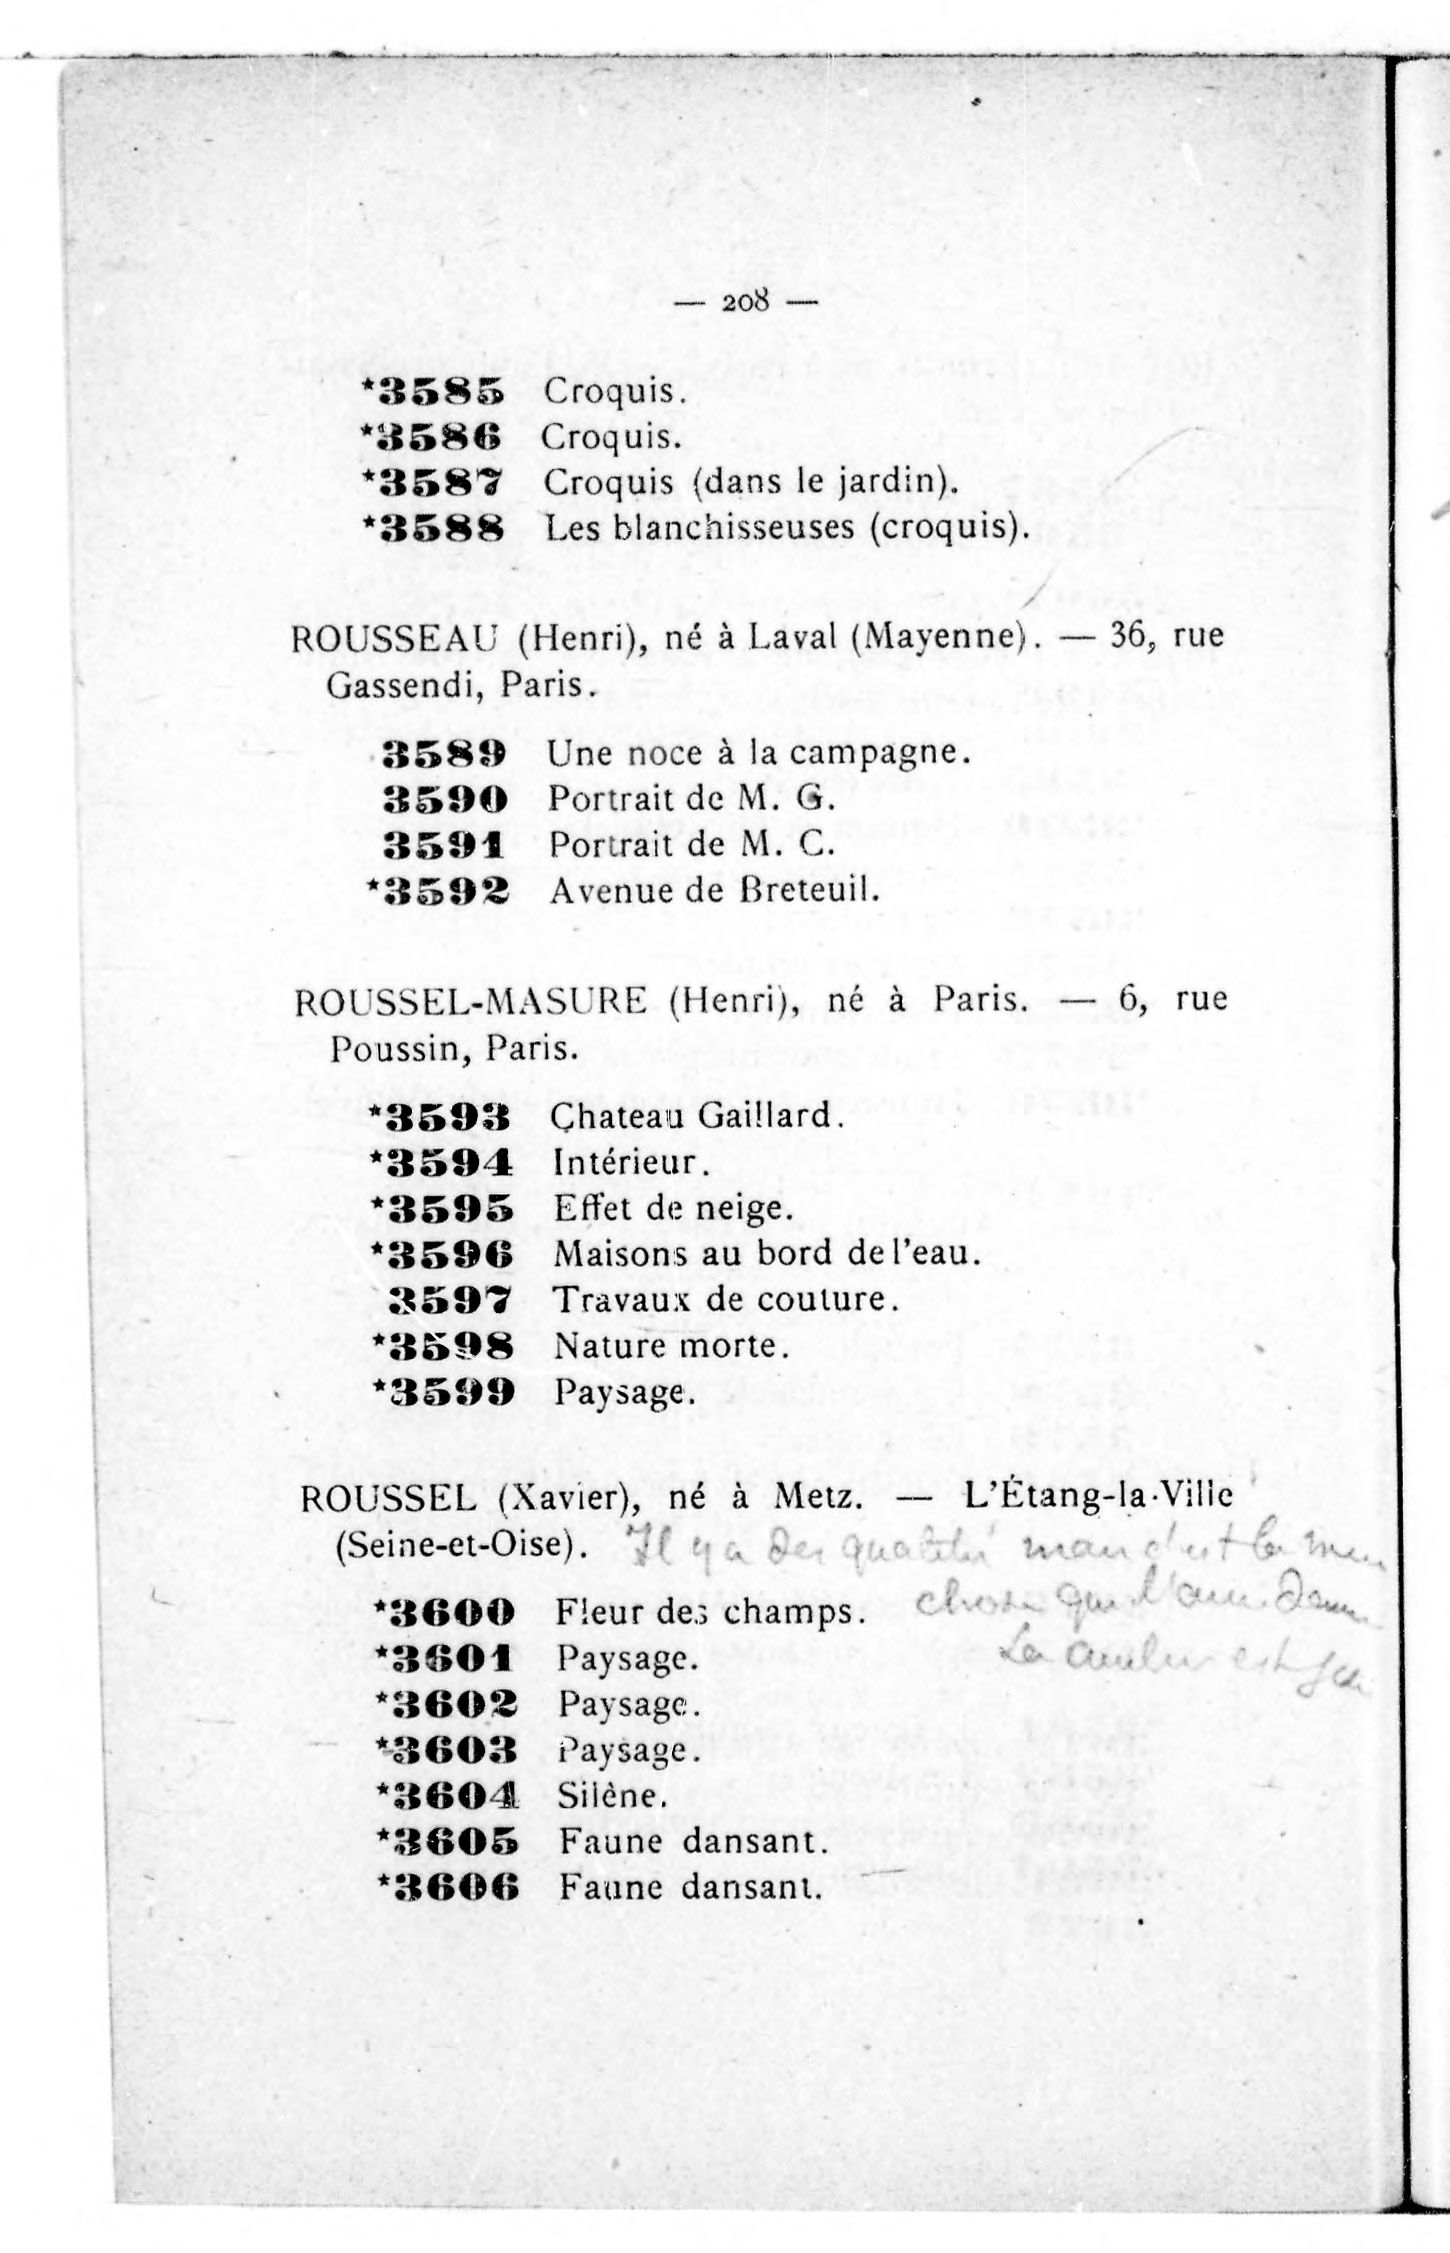 — 208 —
*3585 Croquis.
*3586 Croquis.
*3587 Croquis (dans le jardin).
*3588 Les blanchisseuses (croquis).
ROUSSEAU (Henri), né à Laval (Mayenne). — 36, rue
Gassendi, Paris.
3589 Une noce à la campagne.
3590 Portrait de M. G.
3591 Portrait de M. C.
*3592 Avenue de Breteuil.
ROUSSEL-MASURE (Henri), né à Paris. — 6, rue
Poussin, Paris.
*3593 Chateau Gaillard.
*3594 Intérieur.
*3595 Effet de neige.
*3596 Maisons au bord de l'eau.
3597 Travaux de couture.
*3598 Nature morte.
*3599 Paysage.
ROUSSEL (Xavier), né à Metz. — L'Étang-la-Ville
(Seine-et-Oise). Il y a des qualités mais c'est la
*3600 Fleur des champs. chose que l'
*3601 Paysage. La est
*3602 Paysage.
*3603 Paysage.
*3604 Silène.
*3605 Faune dansant.
*3606 Faune dansant.